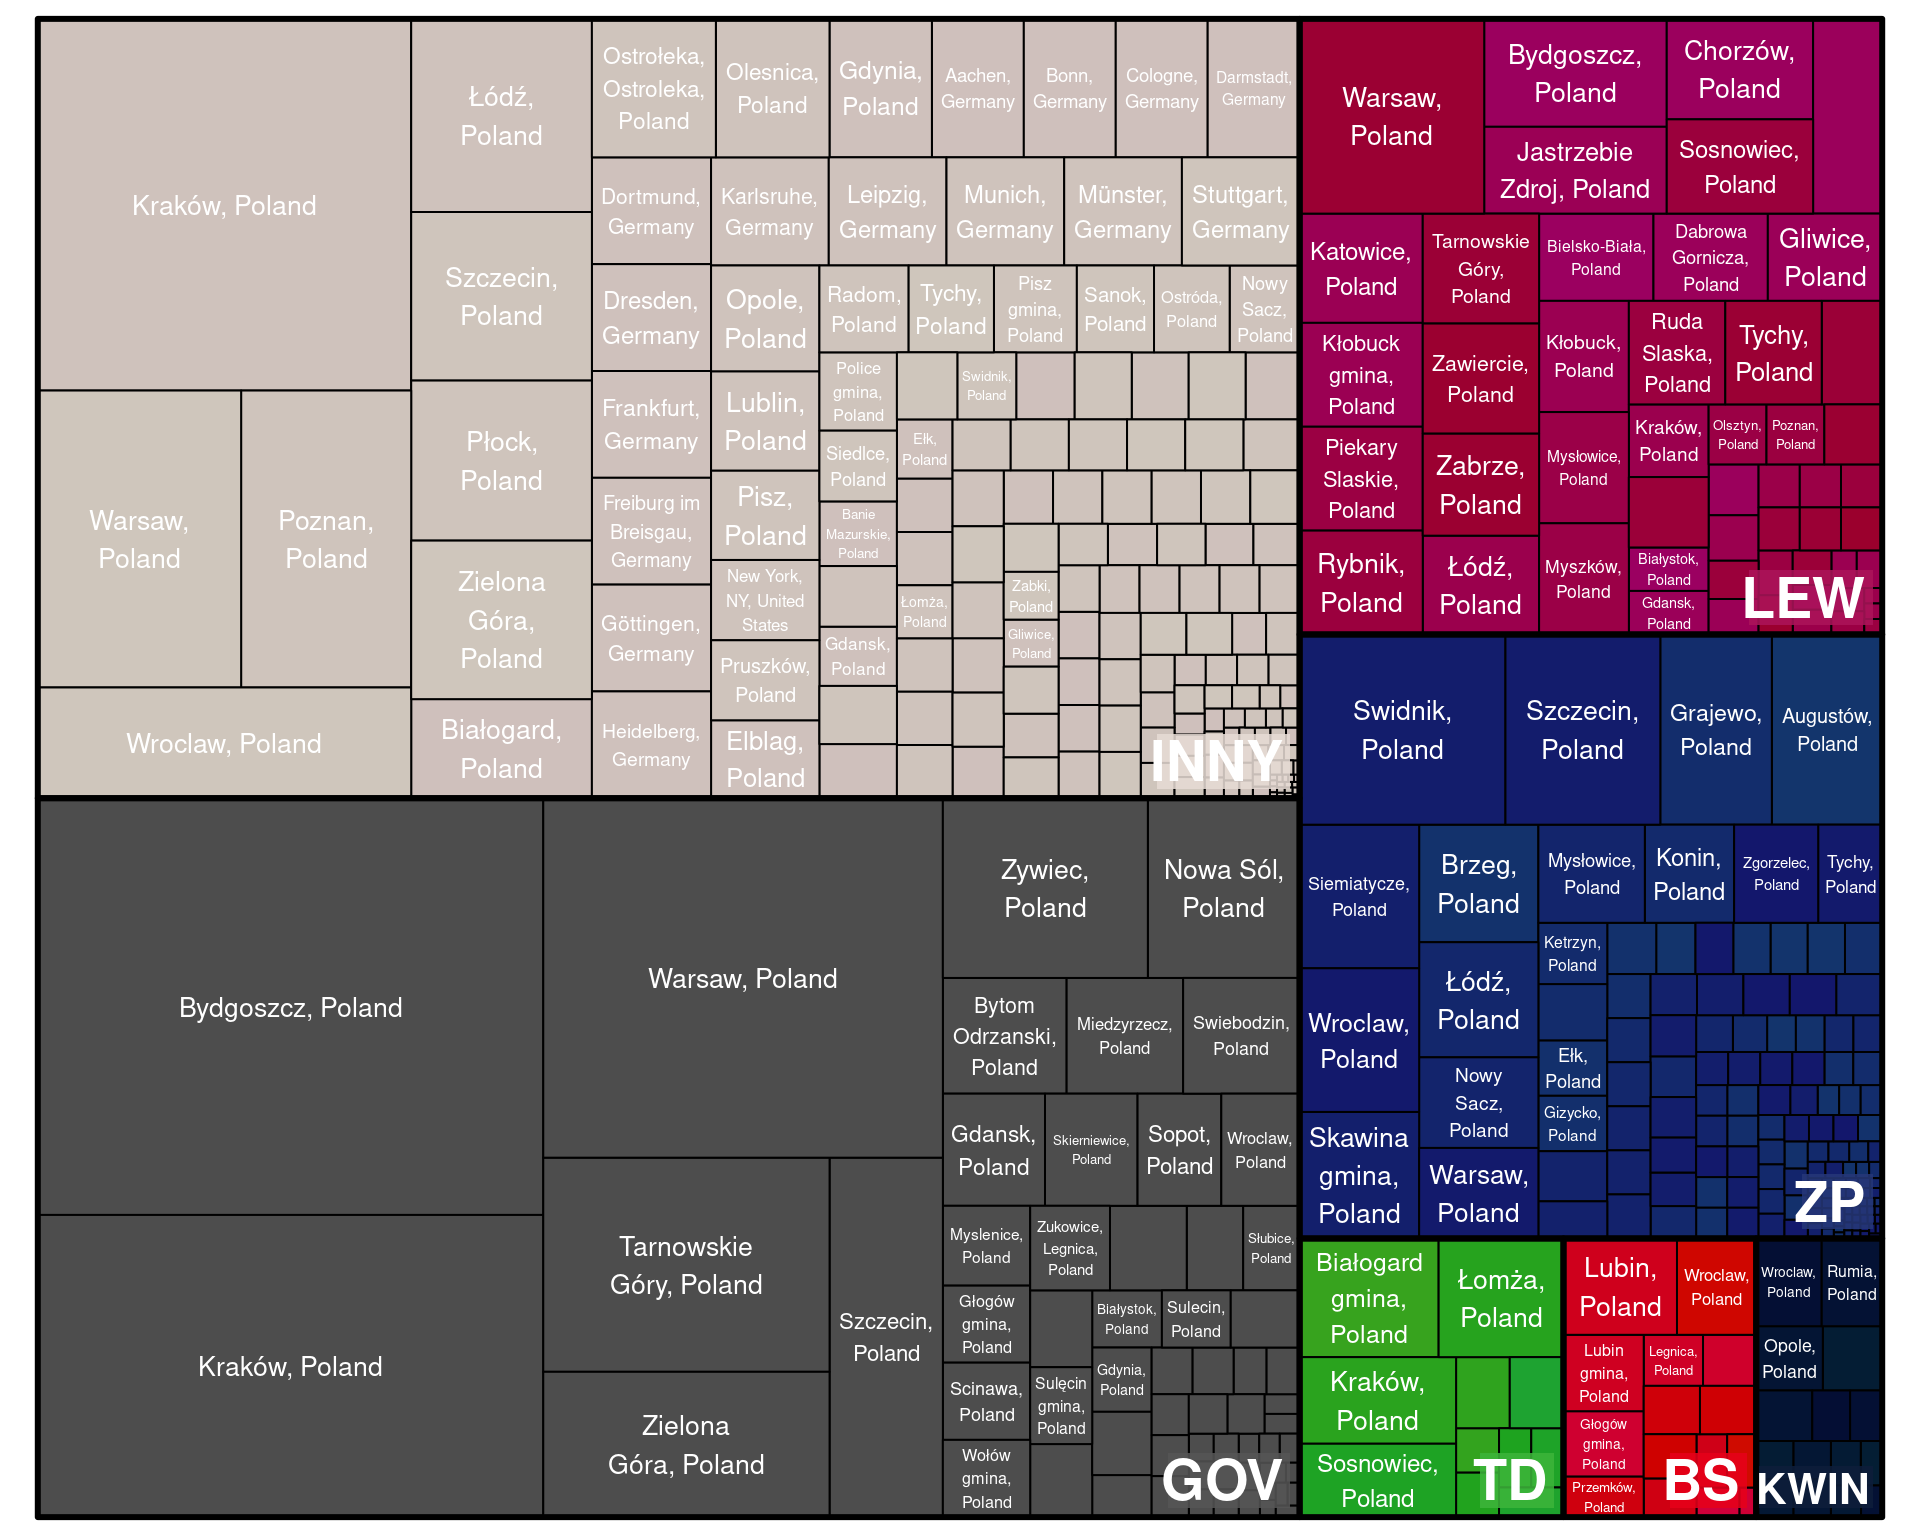 Kraków, Poland
Warsaw,
Poland
Poznan,
Poland
Wroclaw, Poland
Łódź,
Poland
Szczecin,
Poland
Płock,
Poland
Zielona
Góra,
Poland
Białogard,
Poland
Ostrołeka,
Ostroleka,
Poland
Olesnica,
Poland
Gdynia,
Poland
Aachen,
Germany
Bonn,
Germany
Cologne,
Germany
Darmstadt,
Germany
Dortmund,
Germany
Karlsruhe,
Germany
Leipzig,
Germany
Munich,
Germany
Münster,
Germany
Stuttgart,
Germany
Dresden,
Germany
Frankfurt,
Germany
Freiburg im
Breisgau,
Germany
Göttingen,
Germany
Heidelberg,
Germany
Opole,
Poland
Lublin,
Poland
Pisz,
Poland
New York,
NY, United
States
Pruszków,
Poland
Elblag,
Poland
Radom,
Poland
Tychy,
Poland
Pisz
gmina,
Poland
Sanok,
Poland
Ostróda,
Poland
Nowy
Sacz,
Poland
Police
gmina,
Poland
Siedlce,
Poland
Banie
Mazurskie,
Poland
Gdansk,
Poland
Swidnik,
Poland
Ełk,
Poland
Łomża,
Poland
Zabki,
Poland
Gliwice,
Poland
INNY
Warsaw,
Poland
Bydgoszcz,
Poland
Jastrzebie
Zdroj, Poland
Chorzów,
Poland
Sosnowiec,
Poland
Katowice,
Poland
Kłobuck
gmina,
Poland
Piekary
Slaskie,
Poland
Rybnik,
Poland
Tarnowskie
Góry,
Poland
Zawiercie,
Poland
Zabrze,
Poland
Łódź,
Poland
Bielsko-Biała,
Poland
Dabrowa
Gornicza,
Poland
Gliwice,
Poland
Kłobuck,
Poland
Mysłowice,
Poland
Myszków,
Poland
Ruda
Slaska,
Poland
Tychy,
Poland
Kraków,
Poland
Olsztyn,
Poland
Poznan,
Poland
Białystok,
Poland
Gdansk,
Poland
LEW
Bydgoszcz, Poland
Kraków, Poland
Warsaw, Poland
Tarnowskie
Góry, Poland
Zielona
Góra, Poland
Szczecin,
Poland
Zywiec,
Poland
Nowa Sól,
Poland
Bytom
Odrzanski,
Poland
Miedzyrzecz,
Poland
Swiebodzin,
Poland
Gdansk,
Poland
Skierniewice,
Poland
Sopot,
Poland
Wroclaw,
Poland
Myslenice,
Poland
Głogów
gmina,
Poland
Scinawa,
Poland
Wołów
gmina,
Poland
Zukowice,
Legnica,
Poland
Słubice,
Poland
Sulęcin
gmina,
Poland
Białystok,
Poland
Sulecin,
Poland
Gdynia,
Poland
GOV
Swidnik,
Poland
Szczecin,
Poland
Grajewo,
Poland
Augustów,
Poland
Siemiatycze,
Poland
Wroclaw,
Poland
Skawina
gmina,
Poland
Brzeg,
Poland
Łódź,
Poland
Nowy
Sacz,
Poland
Warsaw,
Poland
Mysłowice,
Poland
Konin,
Poland
Zgorzelec,
Poland
Tychy,
Poland
Ketrzyn,
Poland
Ełk,
Poland
Gizycko,
Poland
ZP
Białogard
gmina,
Poland
Łomża,
Poland
Kraków,
Poland
Sosnowiec,
Poland
TD
Lubin,
Poland
Wroclaw,
Poland
Lubin
gmina,
Poland
Legnica,
Poland
Głogów
gmina,
Poland
Przemków,
Poland
BS
Wroclaw,
Poland
Rumia,
Poland
Opole,
Poland
KWIN